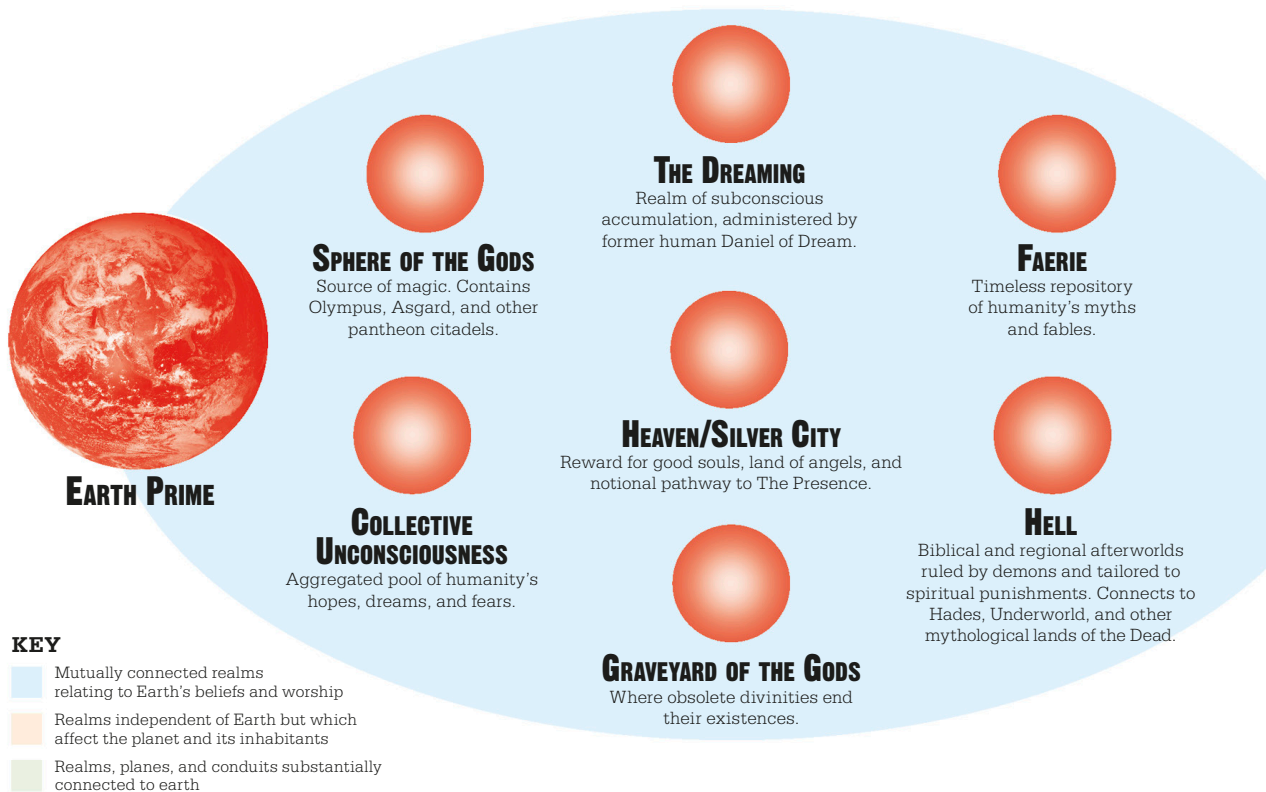 THE DREAMING
Realm of subconscious
accumulation, administered by
former human Daniel of Dream.
SPHERE OF THE GODS
Source of magic. Contains
Olympus, Asgard, and other
pantheon citadels.
FAERIE
Timeless repository
of humanity’s myths
and fables.
EARTH PRIME
HEAVEN/SILVER CITY
Reward for good souls, land of angels, and
notional pathway to The Presence.
COLLECTIVE
UNCONSCIOUSNESS
Aggregated pool of humanity’s
hopes, dreams, and fears.
HELL
Biblical and regional afterworlds
ruled by demons and tailored to
spiritual punishments. Connects to
Hades, Underworld, and other
mythological lands of the Dead.
GRAVEYARD OF THE GODS
Where obsolete divinities end
their existences.
KEY
Mutually connected realms
relating to Earth’s beliefs and worship
Realms independent of Earth but which
affect the planet and its inhabitants
Realms, planes, and conduits substantially
connected to earth